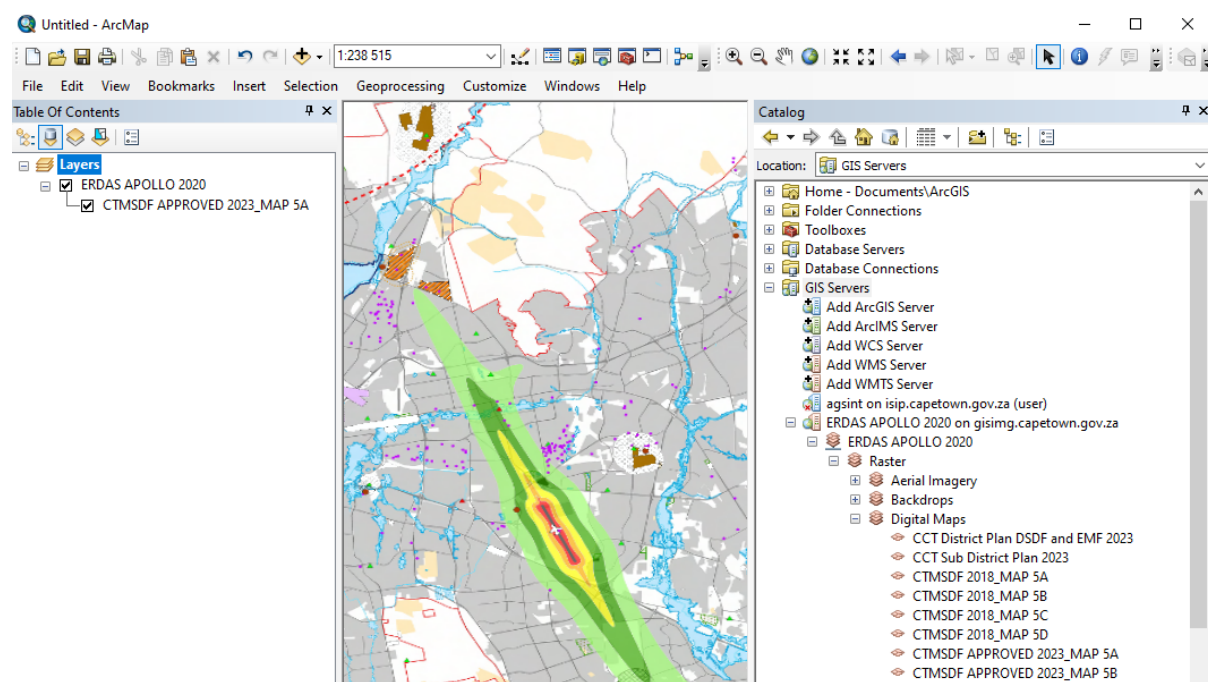 Untitled - ArcMap
1:238 515
File Edit View Bookmarks Insert Selection Geoprocessing Customize Windows Help
Table Of Contents
Layers
ERDAS APOLLO 2020
CTMSDF APPROVED 2023_MAP 5A
Catalog
Location: GIS Servers
Home - Documents\ArcGIS
Folder Connections
Toolboxes
Database Servers
Database Connections
GIS Servers
Add ArcGIS Server
Add ArcIMS Server
Add WCS Server
Add WMS Server
Add WMTS Server
agsint on isip.capetown.gov.za (user)
ERDAS APOLLO 2020 on gisimg.capetown.gov.za
ERDAS APOLLO 2020
Raster
Aerial Imagery
Backdrops
Digital Maps
CCT District Plan DSDF and EMF 2023
CCT Sub District Plan 2023
CTMSDF 2018_MAP 5A
CTMSDF 2018_MAP 5B
CTMSDF 2018_MAP 5C
CTMSDF 2018_MAP 5D
CTMSDF APPROVED 2023_MAP 5A
CTMSDF APPROVED 2023_MAP 5B